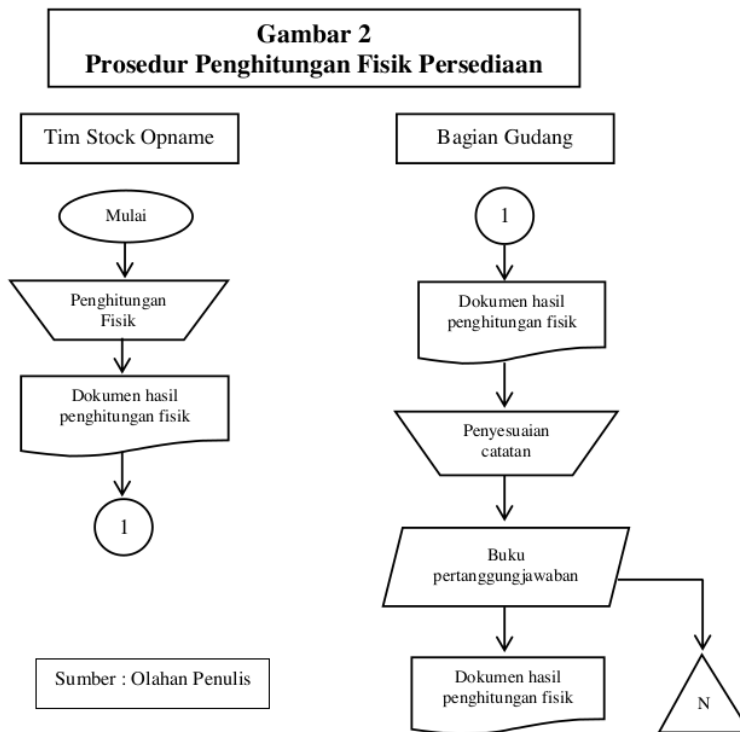 Gambar 2
Prosedur Penghitungan Fisik Persediaan
Tim Stock Opname
Mulai
Penghitungan
Fisik
Dokumen hasil
penghitungan fisik
1
Sumber : Olahan Penulis
Bagian Gudang
1
Dokumen hasil
penghitungan fisik
Penyesuaian
catatan
Buku
pertanggungjawaban
Dokumen hasil
penghitungan fisik
N